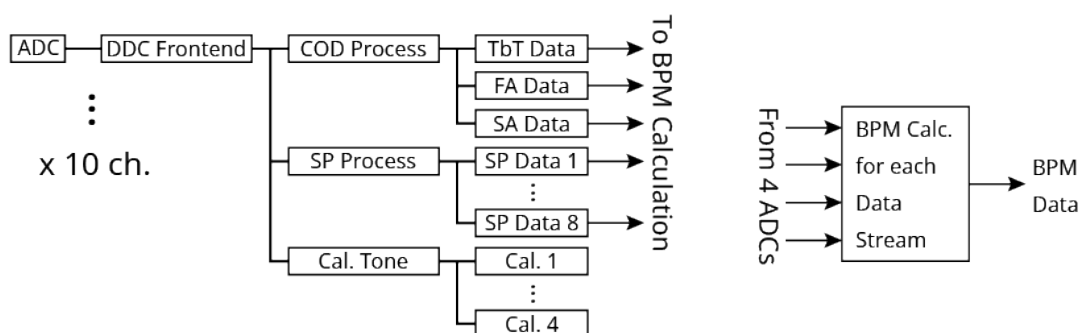 ADC
DDC Frontend
COD Process
TbT Data
FA Data
SA Data
SP Process
SP Data 1
⋮
SP Data 8
Cal. Tone
Cal. 1
⋮
Cal. 4
⋮
x 10 ch.
To BPM Calculation
From 4 ADCs
BPM Calc.
for each
Data
Stream
BPM
Data